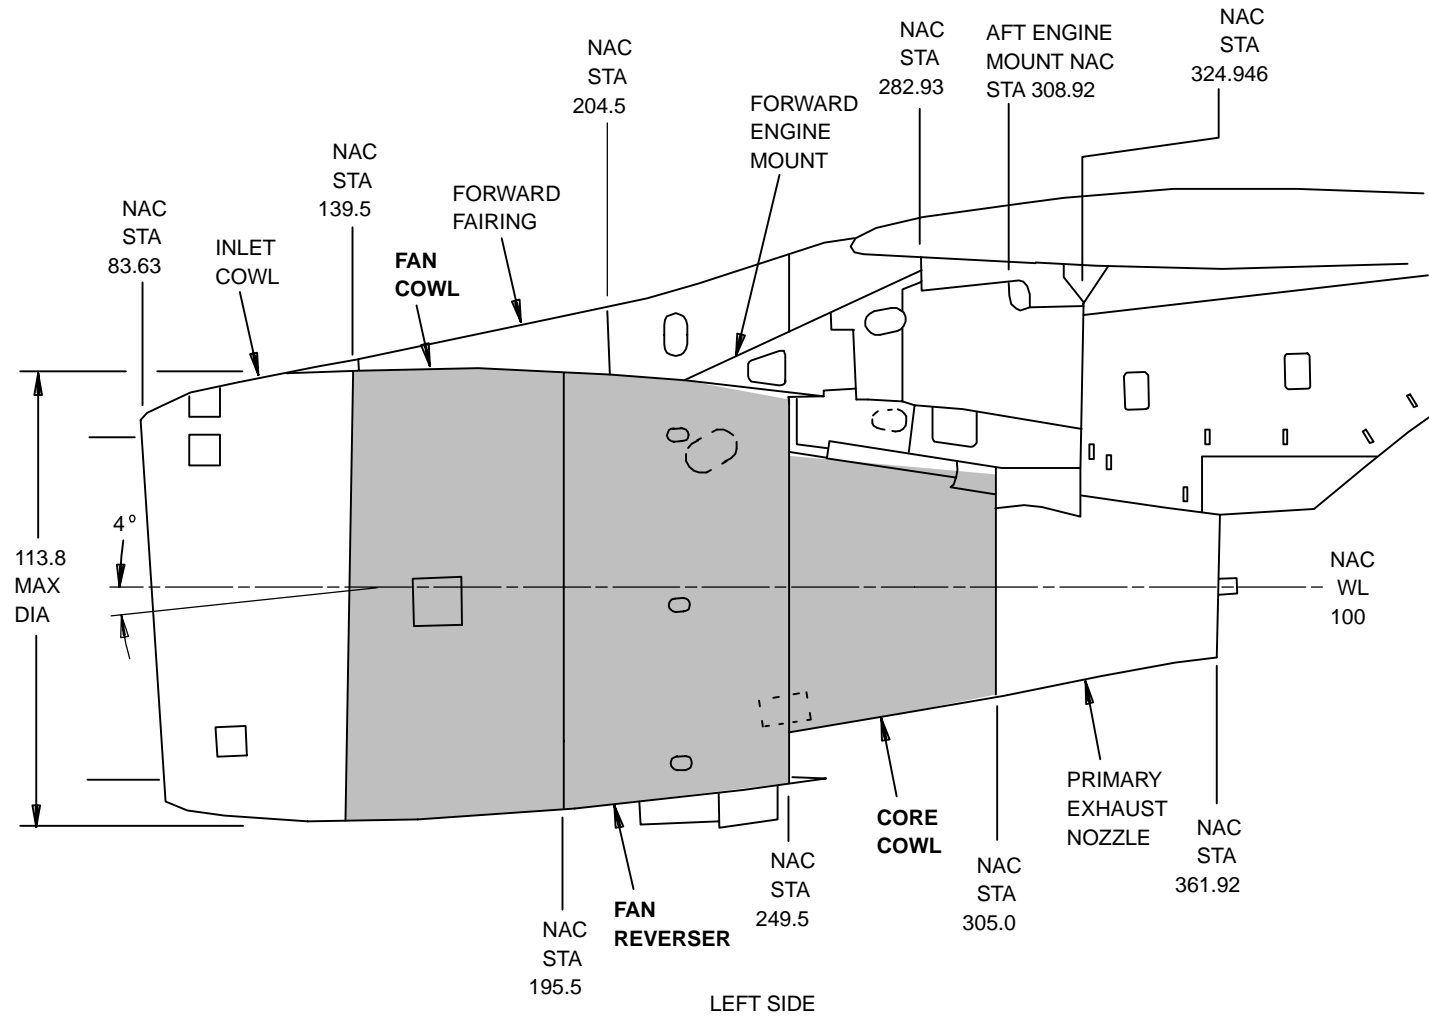 NAC
STA
83.63
INLET
COWL
NAC
STA
139.5
FAN
COWL
FORWARD
FAIRING
NAC
STA
204.5
FORWARD
ENGINE
MOUNT
NAC
STA
282.93
AFT ENGINE
MOUNT NAC
STA 308.92
NAC
STA
324.946
4°
113.8
MAX
DIA
NAC
WL
100
NAC
STA
195.5
FAN
REVERSER
NAC
STA
249.5
CORE
COWL
NAC
STA
305.0
PRIMARY
EXHAUST
NOZZLE
NAC
STA
361.92
LEFT SIDE